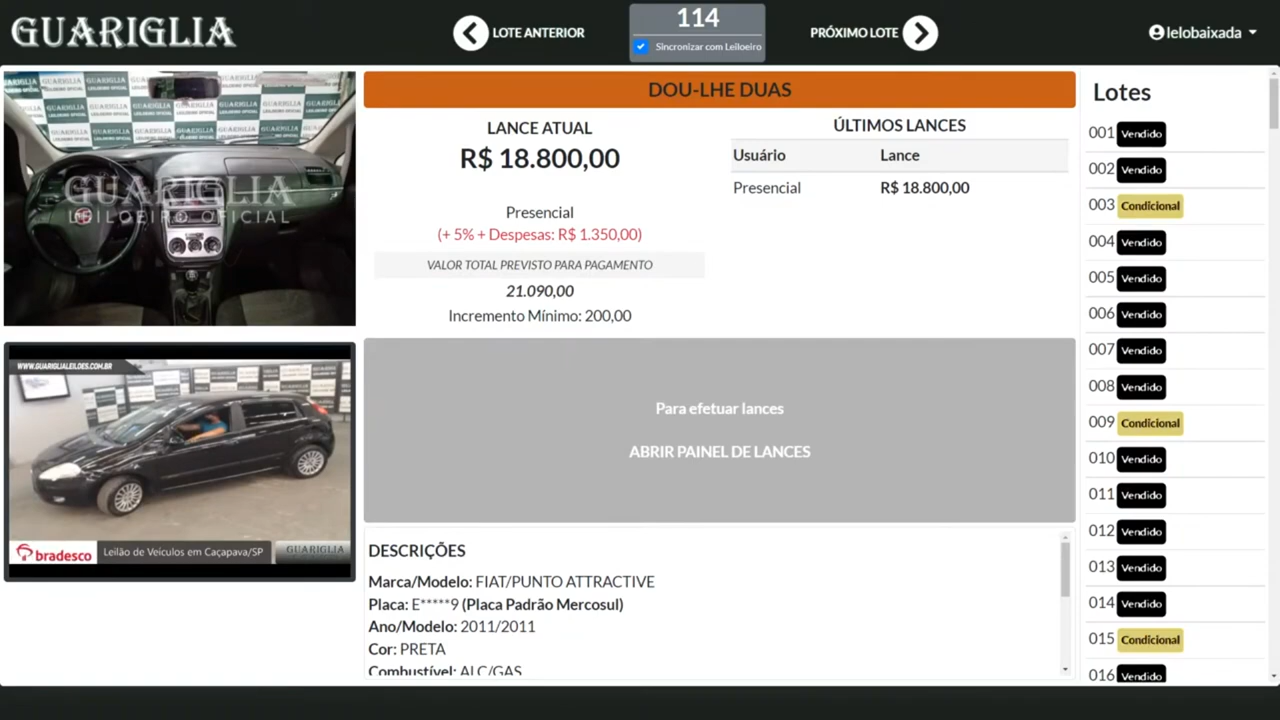 GUARIGLIA
LOTE ANTERIOR
114
Sincronizar com Leiloeiro
PRÓXIMO LOTE
lelobaixada
GUARIGLIA
LEILOEIRO OFICIAL
DOU-LHE DUAS
LANCE ATUAL
R$ 18.800,00
Presencial
(+ 5% + Despesas: R$ 1.350,00)
VALOR TOTAL PREVISTO PARA PAGAMENTO
21.090,00
Incremento Mínimo: 200,00
ÚLTIMOS LANCES
Usuário Lance
Presencial R$ 18.800,00
WWW.GUARIGLIALEILOES.COM.BR
bradesco
Leilão de Veículos em Caçapava/SP
GUARIGLIA
Para efetuar lances
ABRIR PAINEL DE LANCES
DESCRIÇÕES
Marca/Modelo: FIAT/PUNTO ATTRACTIVE
Placa: E*****9 (Placa Padrão Mercosul)
Ano/Modelo: 2011/2011
Cor: PRETA
Combustível: ALC/GAS
Lotes
001 Vendido
002 Vendido
003 Condicional
004 Vendido
005 Vendido
006 Vendido
007 Vendido
008 Vendido
009 Condicional
010 Vendido
011 Vendido
012 Vendido
013 Vendido
014 Vendido
015 Condicional
016 Vendido